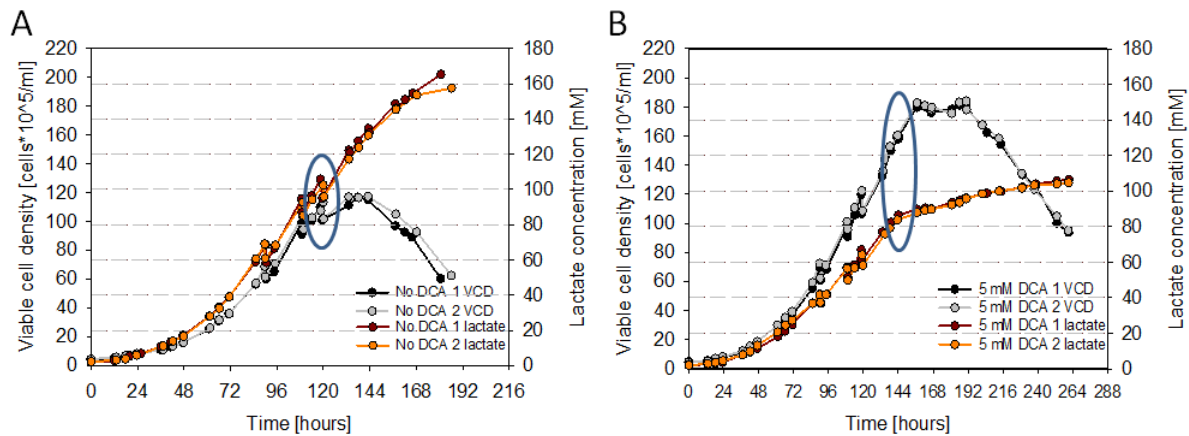 A
Viable cell density [cells*10^5/ml]
220
200
180
160
140
120
100
80
60
40
20
0
180
160
140
120
100
80
60
40
20
0
Lactate concentration [mM]
No DCA 1 VCD
No DCA 2 VCD
No DCA 1 lactate
No DCA 2 lactate
0 24 48 72 96 120 144 168 192 216
Time [hours]
B
Viable cell density [cells*10^5/ml]
220
200
180
160
140
120
100
80
60
40
20
0
180
160
140
120
100
80
60
40
20
0
Lactate concentration [mM]
5 mM DCA 1 VCD
5 mM DCA 2 VCD
5 mM DCA 1 lactate
5 mM DCA 2 lactate
0 24 48 72 96 120 144 168 192 216 240 264 288
Time [hours]